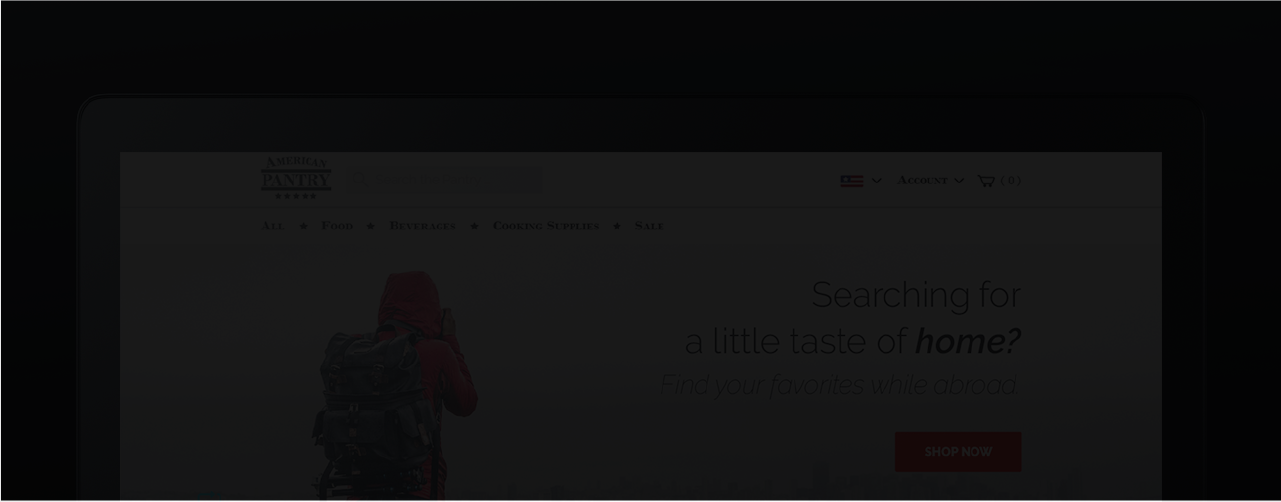 AMERICAN
PANTRY
ACCOUNT
(0)
ALL ★ FOOD ★ BEVERAGES ★ COOKING SUPPLIES ★ SALE
Searching for
a little taste of home?
Find your favorites while abroad.
SHOP NOW